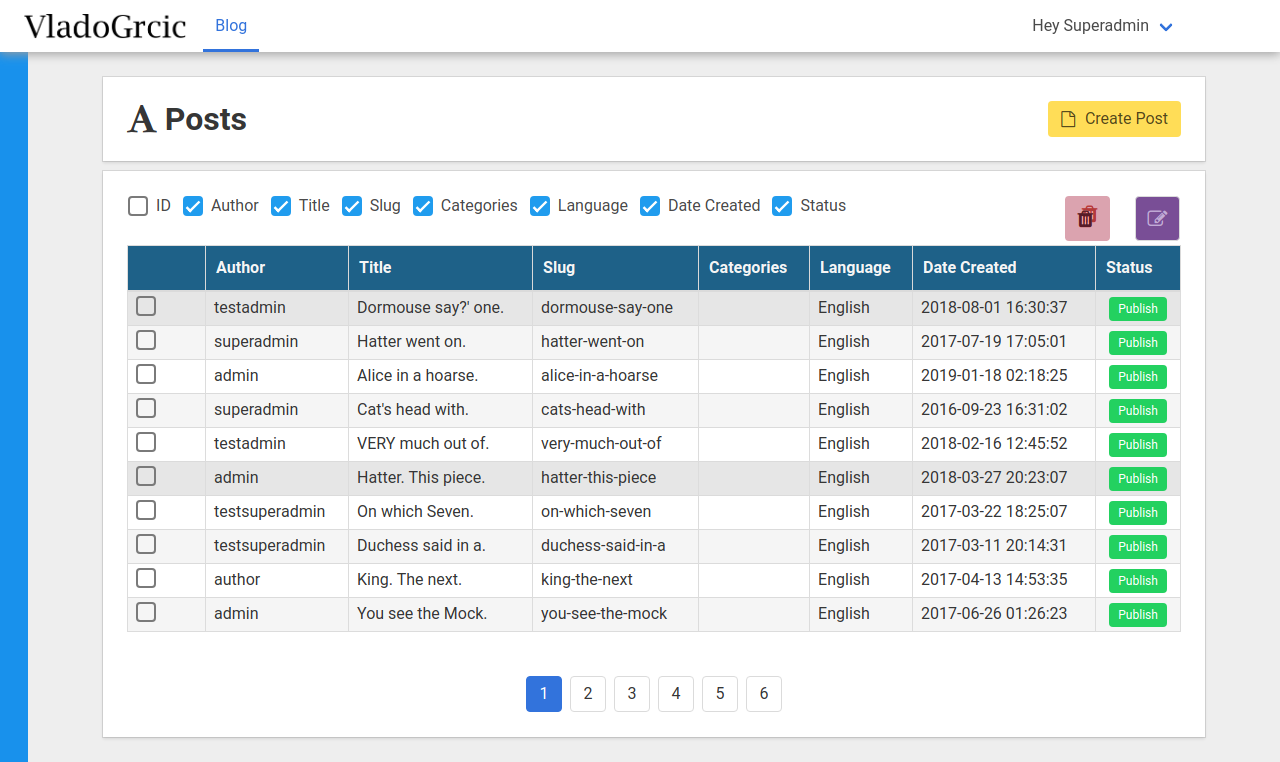 VladoGrcic Blog Hey Superadmin
A Posts Create Post
ID Author Title Slug Categories Language Date Created Status
Author Title Slug Categories Language Date Created Status
testadmin Dormouse say?' one. dormouse-say-one English 2018-08-01 16:30:37 Publish
superadmin Hatter went on. hatter-went-on English 2017-07-19 17:05:01 Publish
admin Alice in a hoarse. alice-in-a-hoarse English 2019-01-18 02:18:25 Publish
superadmin Cat's head with. cats-head-with English 2016-09-23 16:31:02 Publish
testadmin VERY much out of. very-much-out-of English 2018-02-16 12:45:52 Publish
admin Hatter. This piece. hatter-this-piece English 2018-03-27 20:23:07 Publish
testsuperadmin On which Seven. on-which-seven English 2017-03-22 18:25:07 Publish
testsuperadmin Duchess said in a. duchess-said-in-a English 2017-03-11 20:14:31 Publish
author King. The next. king-the-next English 2017-04-13 14:53:35 Publish
admin You see the Mock. you-see-the-mock English 2017-06-26 01:26:23 Publish
1 2 3 4 5 6